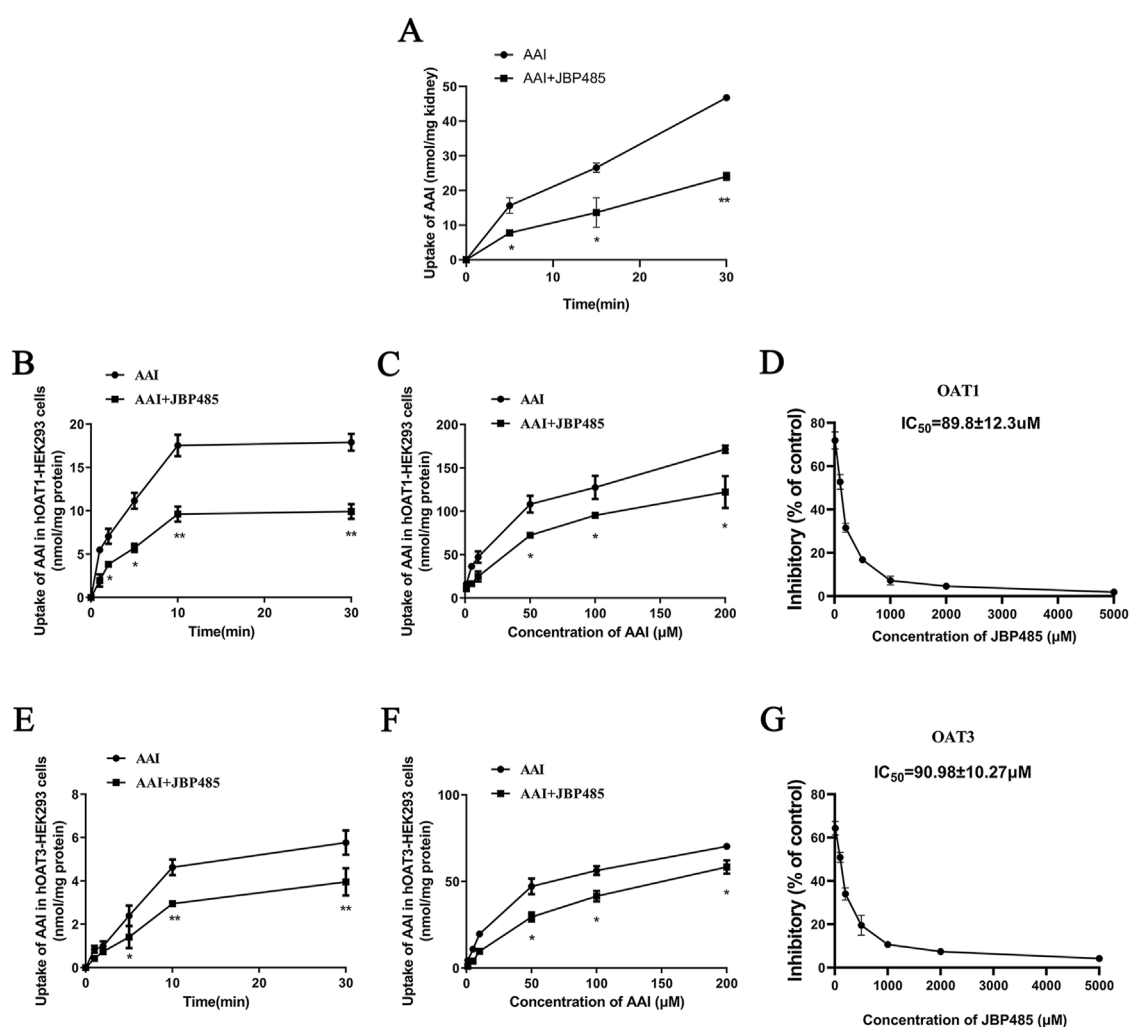 A
AAI
AAI+JBP485
Uptake of AAI (nmol/mg kidney)
50
40
30
20
10
0
0 10 20 30
Time(min)
*
*
**
B
AAI
AAI+JBP485
Uptake of AAI in hOAT1-HEK293 cells
(nmol/mg protein)
20
15
10
5
0
0 10 20 30
Time(min)
*
*
**
**
C
AAI
AAI+JBP485
Uptake of AAI in hOAT1-HEK293 cells
(nmol/mg protein)
200
150
100
50
0
0 50 100 150 200
Concentration of AAI (µM)
*
*
*
D
OAT1
IC50=89.8±12.3uM
Inhibitory (% of control)
80
60
40
20
0
0 1000 2000 3000 4000 5000
Concentration of JBP485 (µM)
E
AAI
AAI+JBP485
Uptake of AAI in hOAT3-HEK293 cells
(nmol/mg protein)
8
6
4
2
0
0 10 20 30
Time(min)
*
**
**
F
AAI
AAI+JBP485
Uptake of AAI in hOAT3-HEK293 cells
(nmol/mg protein)
100
50
0
0 50 100 150 200
Concentration of AAI (µM)
*
*
*
G
OAT3
IC50=90.98±10.27µM
Inhibitory (% of control)
80
60
40
20
0
0 1000 2000 3000 4000 5000
Concentration of JBP485 (µM)